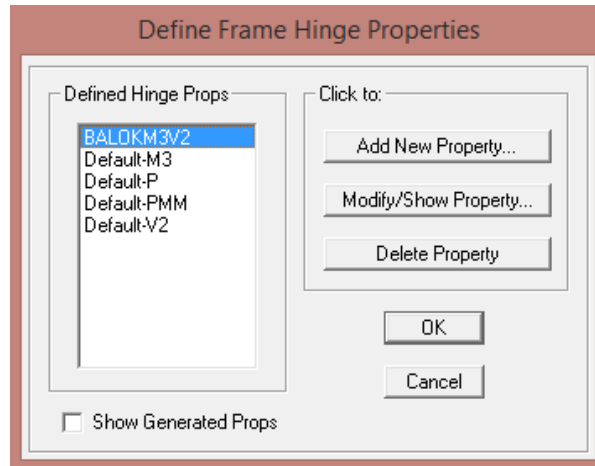 Define Frame Hinge Properties
Defined Hinge Props
BALOKM3V2
Default-M3
Default-P
Default-PMM
Default-V2
Click to:
Add New Property...
Modify/Show Property...
Delete Property
OK
Cancel
Show Generated Props